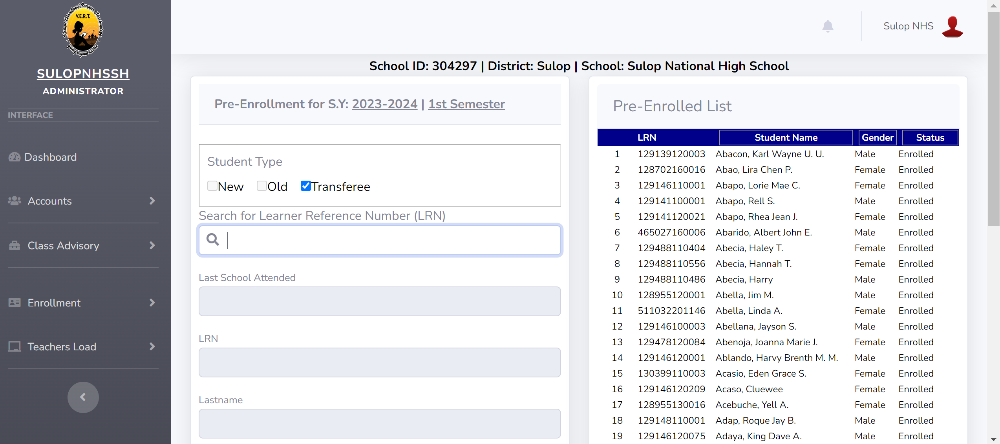 Virtual Educational Resources Technology
V.E.R.T.
going beyond online
SULOPNHSSH
ADMINISTRATOR
INTERFACE
Dashboard
Accounts
Class Advisory
Enrollment
Teachers Load
Sulop NHS
School ID: 304297 | District: Sulop | School: Sulop National High School
Pre-Enrollment for S.Y: 2023-2024 | 1st Semester
Student Type
New Old Transferee
Search for Learner Reference Number (LRN)
Last School Attended
LRN
Lastname
Pre-Enrolled List
LRN Student Name Gender Status
1 129139120003 Abacon, Karl Wayne U. U. Male Enrolled
2 128702160016 Abao, Lira Chen P. Female Enrolled
3 129146110001 Abapo, Lorie Mae C. Female Enrolled
4 129141100001 Abapo, Rell S. Male Enrolled
5 129141120021 Abapo, Rhea Jean J. Female Enrolled
6 465027160006 Abarido, Albert John E. Male Enrolled
7 129488110404 Abecia, Haley T. Female Enrolled
8 129488110556 Abecia, Hannah T. Female Enrolled
9 129488110486 Abecia, Harry Male Enrolled
10 128955120001 Abella, Jim M. Male Enrolled
11 511032201146 Abella, Linda A. Female Enrolled
12 129146100003 Abellana, Jayson S. Male Enrolled
13 129478120084 Abenoja, Joanna Marie J. Female Enrolled
14 129146120001 Ablando, Harvy Brenth M. M. Male Enrolled
15 130399110003 Acasio, Eden Grace S. Female Enrolled
16 129146120209 Acaso, Cluewee Female Enrolled
17 128955130016 Acebuche, Yell A. Female Enrolled
18 129148110001 Adap, Roque Jay B. Male Enrolled
19 129146120075 Adaya, King Dave A. Male Enrolled